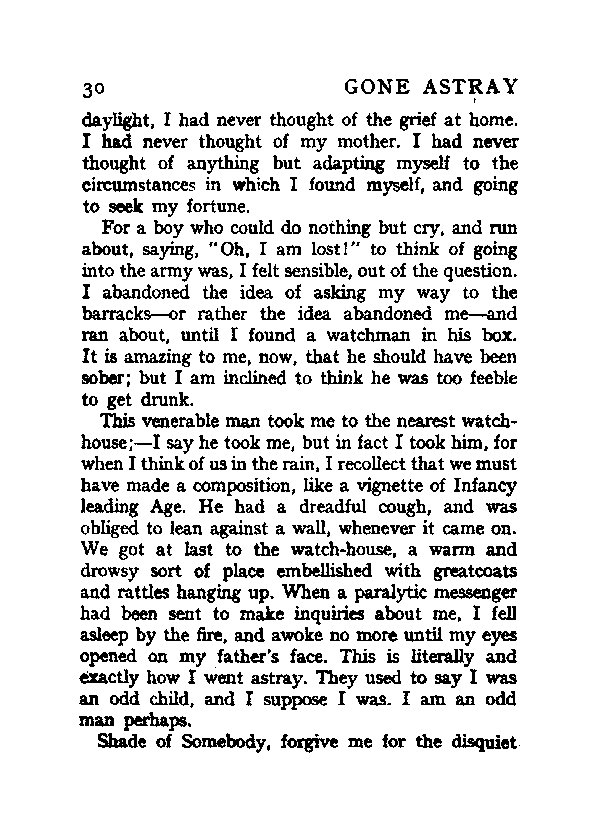 30 GONE ASTRAY
daylight, I had never thought of the grief at home.
I had never thought of my mother. I had never
thought of anything but adapting myself to the
circumstances in which I found myself, and going
to seek my fortune.
For a boy who could do nothing but cry, and run
about, saying, "Oh, I am lost!" to think of going
into the army was, I felt sensible, out of the question.
I abandoned the idea of asking my way to the
barracks—or rather the idea abandoned me—and
ran about, until I found a watchman in his box.
It is amazing to me, now, that he should have been
sober; but I am inclined to think he was too feeble
to get drunk.
This venerable man took me to the nearest watch-
house;—I say he took me, but in fact I took him, for
when I think of us in the rain, I recollect that we must
have made a composition, like a vignette of Infancy
leading Age. He had a dreadful cough, and was
obliged to lean against a wall, whenever it came on.
We got at last to the watch-house, a warm and
drowsy sort of place embellished with greatcoats
and rattles hanging up. When a paralytic messenger
had been sent to make inquiries about me, I fell
asleep by the fire, and awoke no more until my eyes
opened on my father's face. This is literally and
exactly how I went astray. They used to say I was
an odd child, and I suppose I was. I am an odd
man perhaps.
Shade of Somebody, forgive me for the disquiet